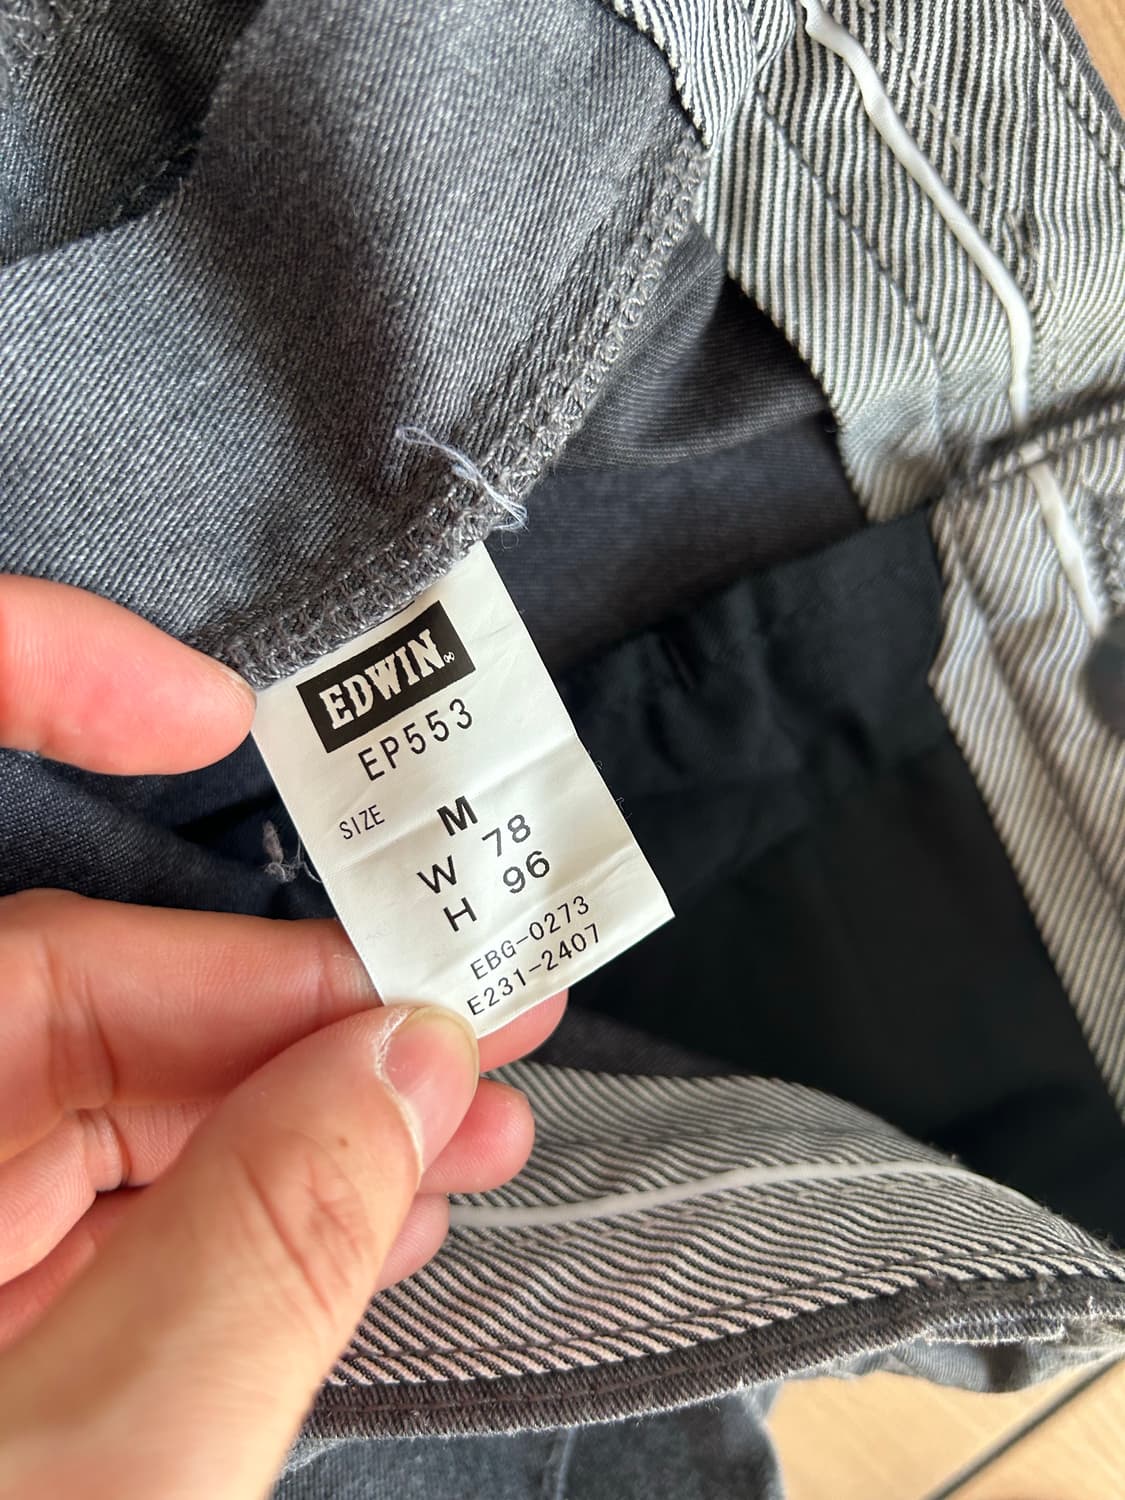 EDWIN®
EP553
SIZE M
W 78
H 96
EBG-0273
E231-2407